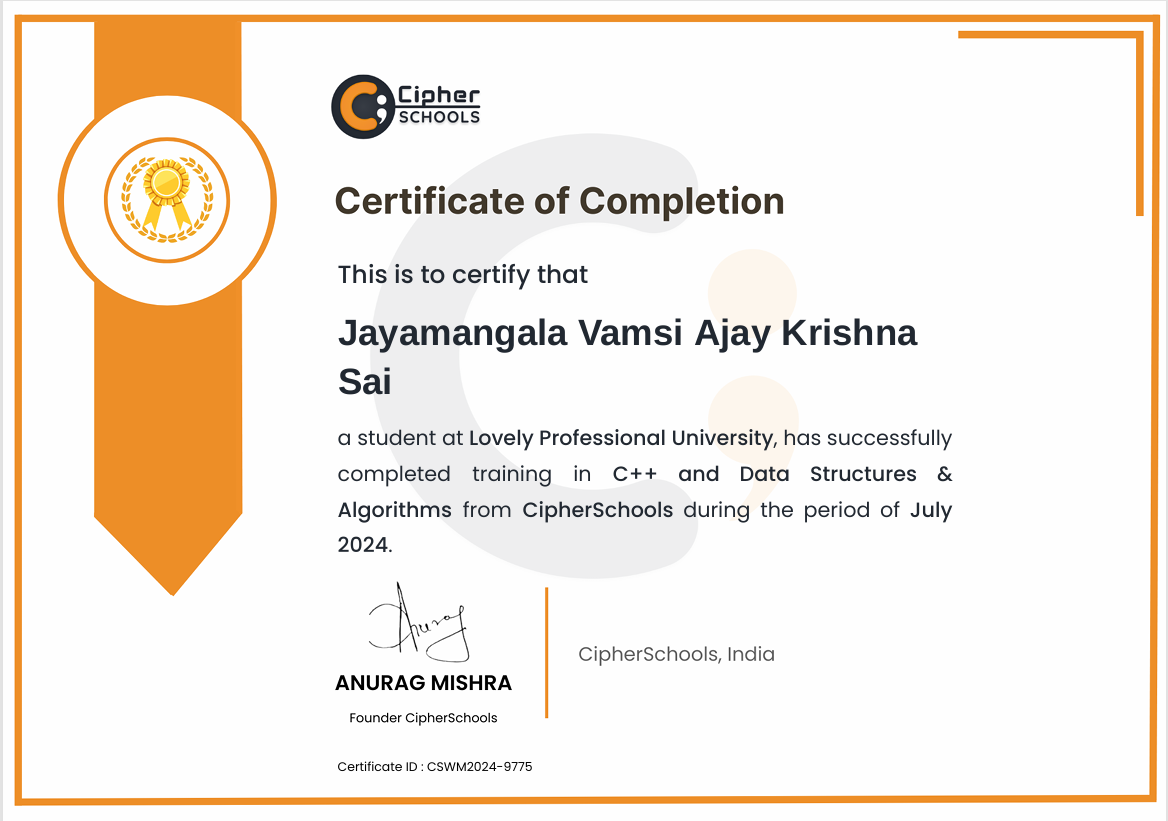 Cipher
SCHOOLS
Certificate of Completion
This is to certify that
Jayamangala Vamsi Ajay Krishna
Sai
a student at Lovely Professional University, has successfully
completed training in C++ and Data Structures &
Algorithms from CipherSchools during the period of July
2024.
Anurag
ANURAG MISHRA
Founder CipherSchools
CipherSchools, India
Certificate ID : CSWM2024-9775